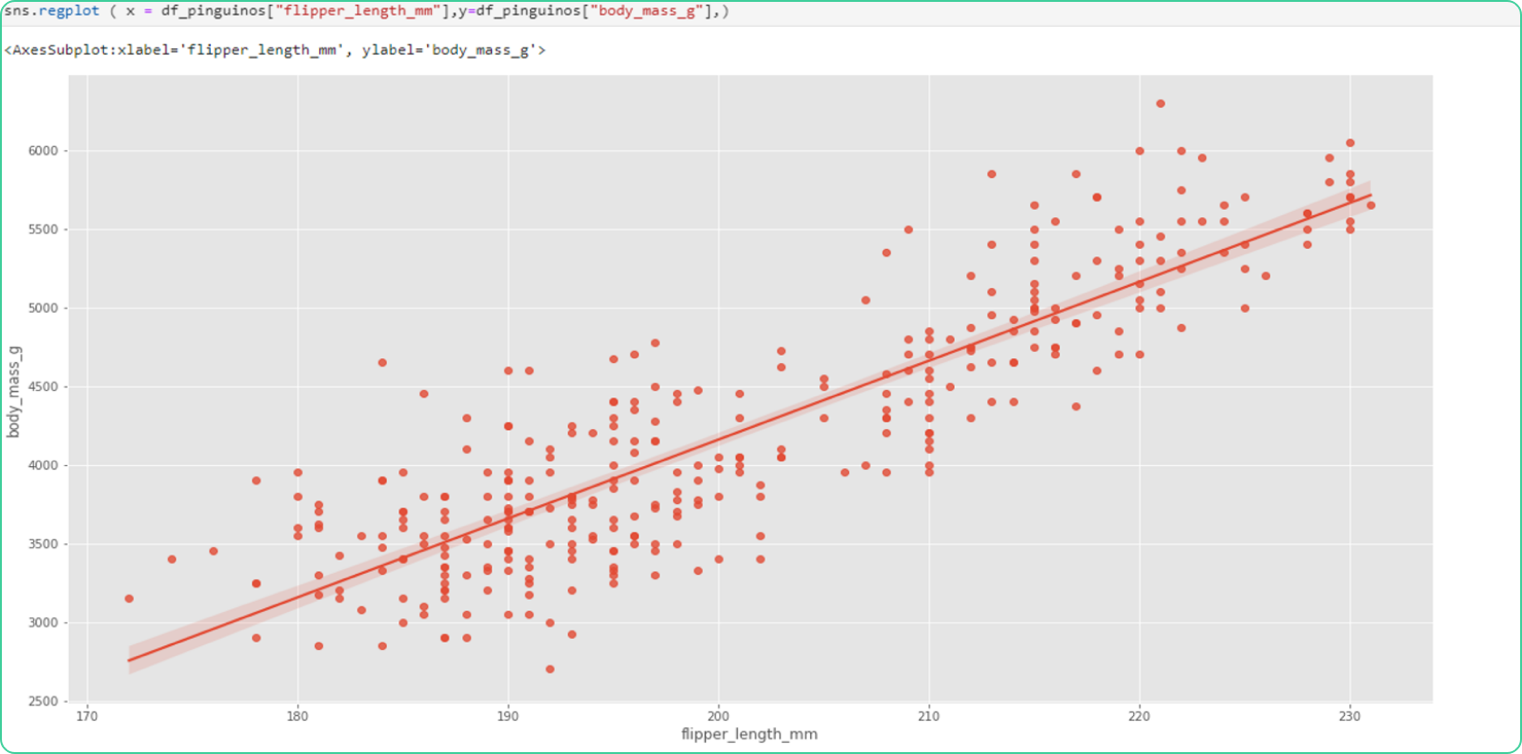 sns.regplot ( x = df_pinguinos["flipper_length_mm"],y=df_pinguinos["body_mass_g"],)
<AxesSubplot:xlabel='flipper_length_mm', ylabel='body_mass_g'>
6000
5500
5000
4500
4000
3500
3000
2500
body_mass_g
170 180 190 200 210 220 230
flipper_length_mm